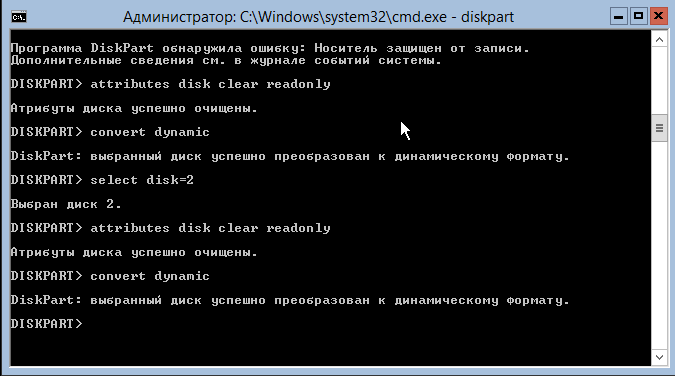 Администратор: C:\Windows\system32\cmd.exe - diskpart
Программа DiskPart обнаружила ошибку: Носитель защищен от записи.
Дополнительные сведения см. в журнале событий системы.
DISKPART> attributes disk clear readonly
Атрибуты диска успешно очищены.
DISKPART> convert dynamic
DiskPart: выбранный диск успешно преобразован к динамическому формату.
DISKPART> select disk=2
Выбран диск 2.
DISKPART> attributes disk clear readonly
Атрибуты диска успешно очищены.
DISKPART> convert dynamic
DiskPart: выбранный диск успешно преобразован к динамическому формату.
DISKPART>